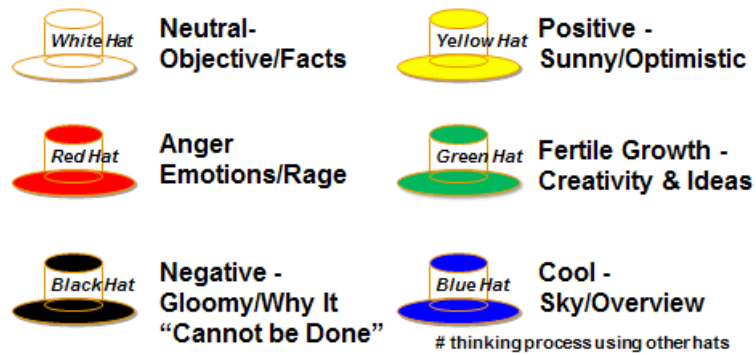 White Hat
Neutral-
Objective/Facts
Yellow Hat
Positive -
Sunny/Optimistic
Red Hat
Anger
Emotions/Rage
Green Hat
Fertile Growth -
Creativity & Ideas
Black Hat
Negative -
Gloomy/Why It
“Cannot be Done”
Blue Hat
Cool -
Sky/Overview
# thinking process using other hats